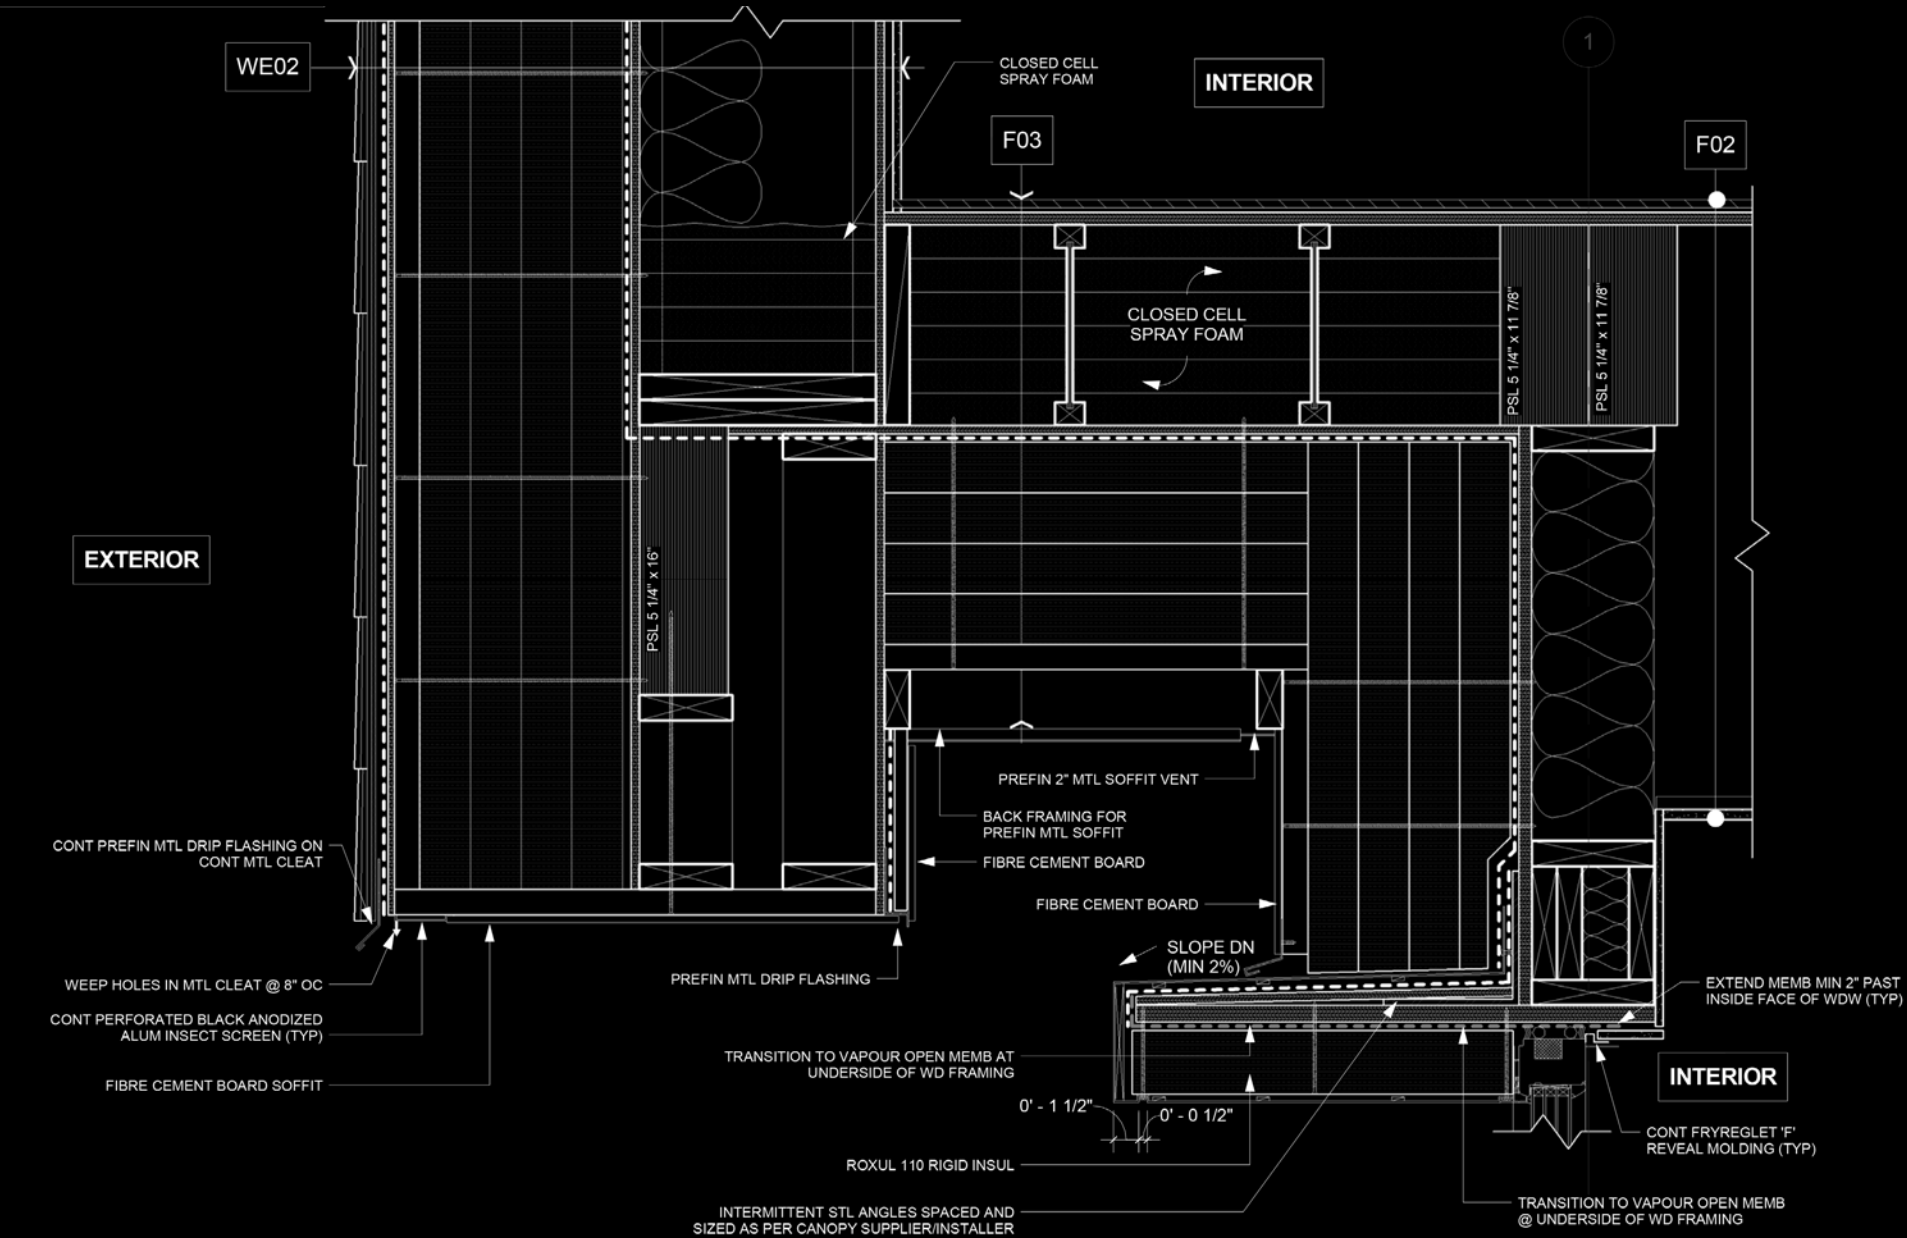 WE02
CLOSED CELL
SPRAY FOAM
INTERIOR
1
F03
F02
CLOSED CELL
SPRAY FOAM
PSL 5 1/4" x 11 7/8"
PSL 5 1/4" x 11 7/8"
EXTERIOR
PSL 5 1/4" x 16"
PREFIN 2" MTL SOFFIT VENT
BACK FRAMING FOR
PREFIN MTL SOFFIT
CONT PREFIN MTL DRIP FLASHING ON
CONT MTL CLEAT
FIBRE CEMENT BOARD
FIBRE CEMENT BOARD
SLOPE DN
(MIN 2%)
PREFIN MTL DRIP FLASHING
WEEP HOLES IN MTL CLEAT @ 8" OC
EXTEND MEMB MIN 2" PAST
INSIDE FACE OF WDW (TYP)
CONT PERFORATED BLACK ANODIZED
ALUM INSECT SCREEN (TYP)
TRANSITION TO VAPOUR OPEN MEMB AT
UNDERSIDE OF WD FRAMING
INTERIOR
FIBRE CEMENT BOARD SOFFIT
0' - 1 1/2"
0' - 0 1/2"
CONT FRYREGLET 'F'
REVEAL MOLDING (TYP)
ROXUL 110 RIGID INSUL
INTERMITTENT STL ANGLES SPACED AND
SIZED AS PER CANOPY SUPPLIER/INSTALLER
TRANSITION TO VAPOUR OPEN MEMB
@ UNDERSIDE OF WD FRAMING